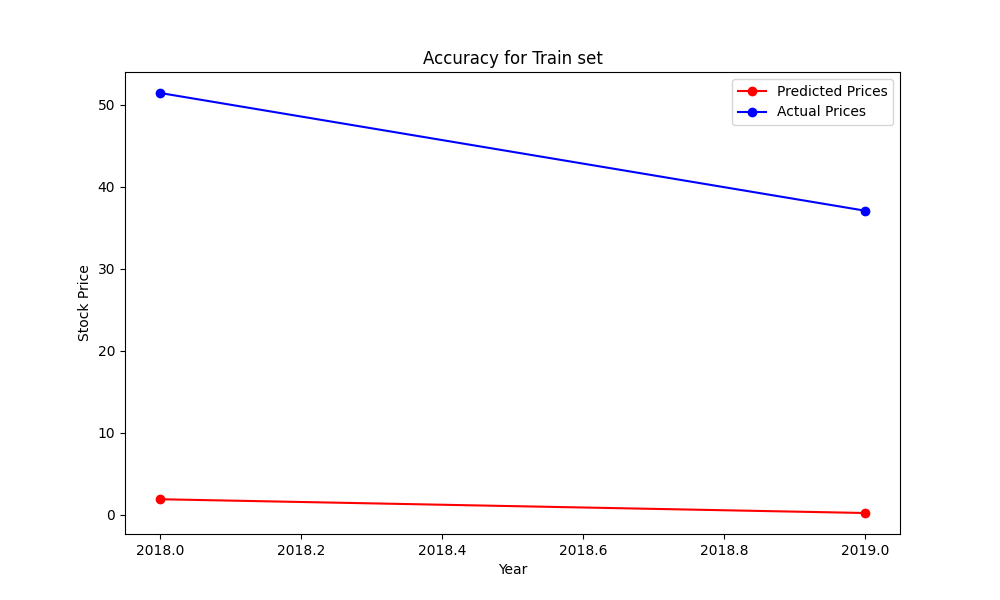 Accuracy for Train set
Predicted Prices
Actual Prices
50
40
30
20
10
0
Stock Price
2018.0 2018.2 2018.4 2018.6 2018.8 2019.0
Year